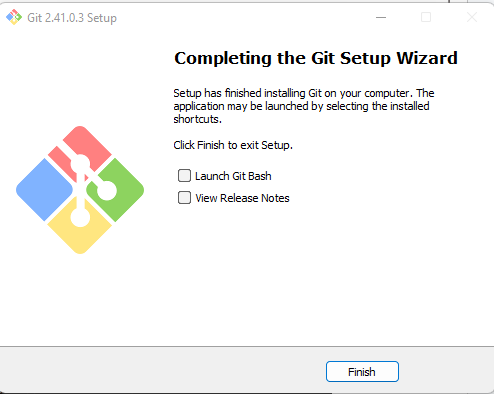 Git 2.41.0.3 Setup
Completing the Git Setup Wizard
Setup has finished installing Git on your computer. The
application may be launched by selecting the installed
shortcuts.
Click Finish to exit Setup.
Launch Git Bash
View Release Notes
Finish